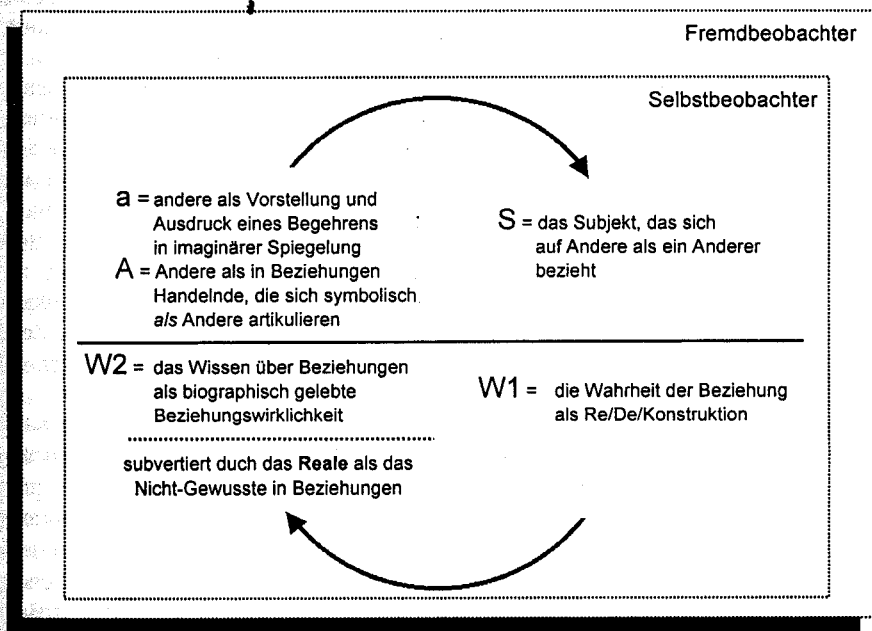 Fremdbeobachter
Selbstbeobachter
a = andere als Vorstellung und
Ausdruck eines Begehrens
in imaginärer Spiegelung
A = Andere als in Beziehungen
Handelnde, die sich symbolisch
als Andere artikulieren
S = das Subjekt, das sich
auf Andere als ein Anderer
bezieht
W2 = das Wissen über Beziehungen
als biographisch gelebte
Beziehungswirklichkeit
subvertiert duch das Reale als das
Nicht-Gewusste in Beziehungen
W1 = die Wahrheit der Beziehung
als Re/De/Konstruktion